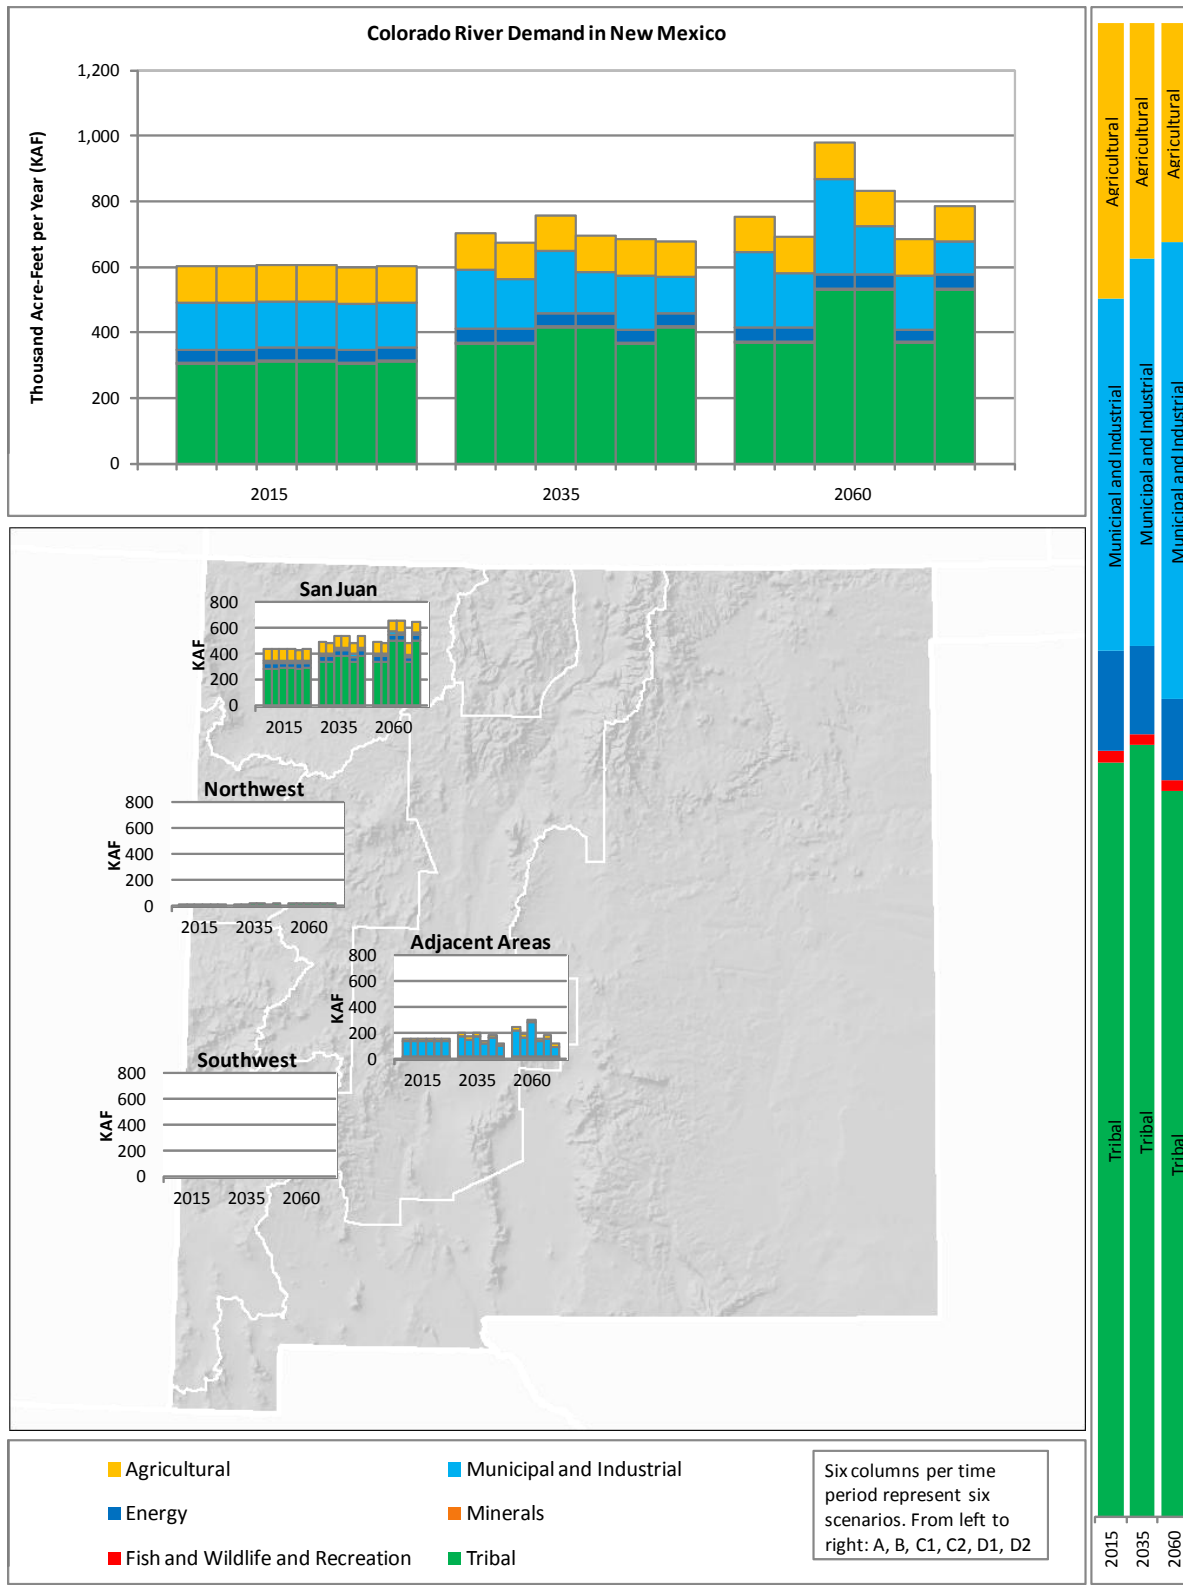 Colorado River Demand in New Mexico
Thousand Acre-Feet per Year (KAF)
1,200
1,000
800
600
400
200
0
2015
2035
2060
San Juan
KAF
800
600
400
200
0
2015
2035
2060
Northwest
KAF
800
600
400
200
0
2015
2035
2060
Adjacent Areas
KAF
800
600
400
200
0
2015
2035
2060
Southwest
KAF
800
600
400
200
0
2015
2035
2060
Agricultural
Municipal and Industrial
Energy
Minerals
Fish and Wildlife and Recreation
Tribal
Six columns per time
period represent six
scenarios. From left to
right: A, B, C1, C2, D1, D2
Agricultural
Municipal and Industrial
Tribal
2015
Agricultural
Municipal and Industrial
Tribal
2035
Agricultural
Municipal and Industrial
Tribal
2060